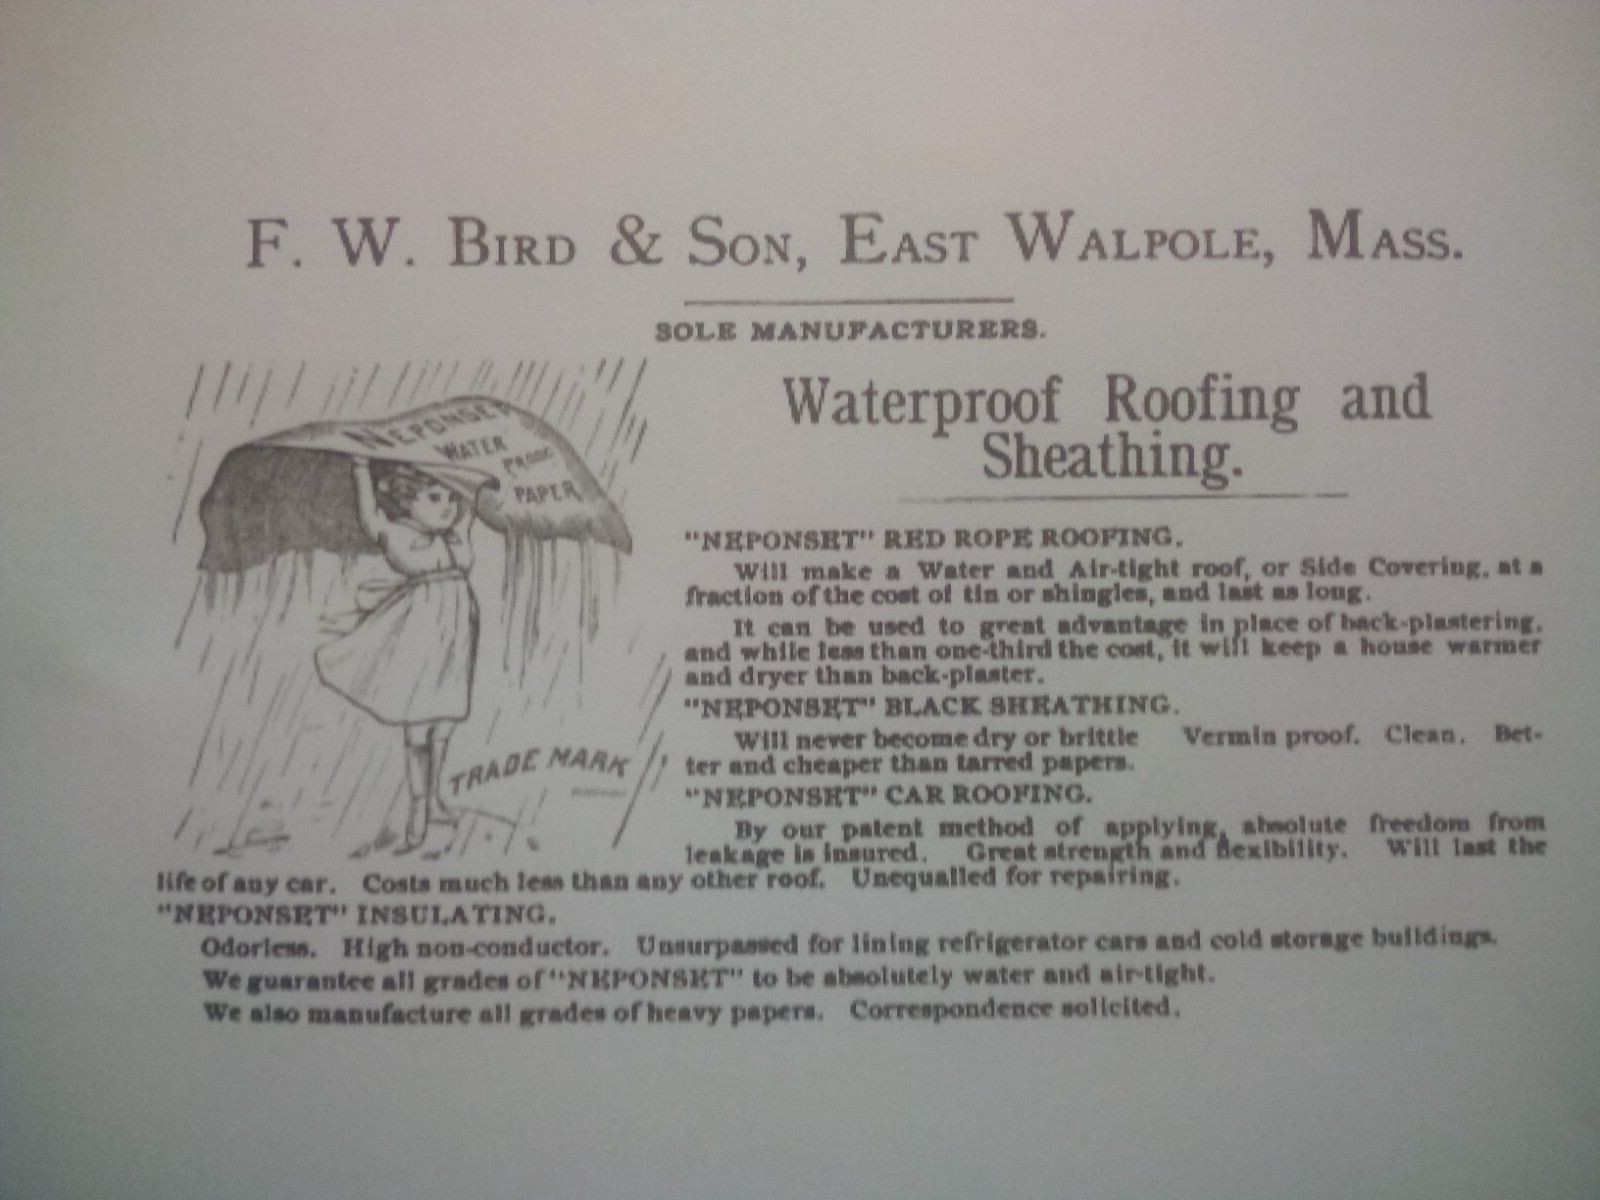 F. W. BIRD & SON, EAST WALPOLE, MASS.
SOLE MANUFACTURERS.
NEPONSET
WATER
PROOF
PAPER
TRADE MARK
Waterproof Roofing and
Sheathing.
"NEPONSET" RED ROPE ROOFING.
Will make a Water and Air-tight roof, or Side Covering, at a
fraction of the cost of tin or shingles, and last as long.
It can be used to great advantage in place of back-plastering,
and while less than one-third the cost, it will keep a house warmer
and dryer than back-plaster.
"NEPONSET" BLACK SHEATHING.
Will never become dry or brittle Vermin proof. Clean. Bet-
ter and cheaper than tarred papers.
"NEPONSET" CAR ROOFING.
By our patent method of applying, absolute freedom from
leakage is insured. Great strength and flexibility. Will last the
life of any car. Costs much less than any other roof. Unequalled for repairing.
"NEPONSET" INSULATING.
Odorless. High non-conductor. Unsurpassed for lining refrigerator cars and cold storage buildings.
We guarantee all grades of "NEPONSET" to be absolutely water and air-tight.
We also manufacture all grades of heavy papers. Correspondence solicited.